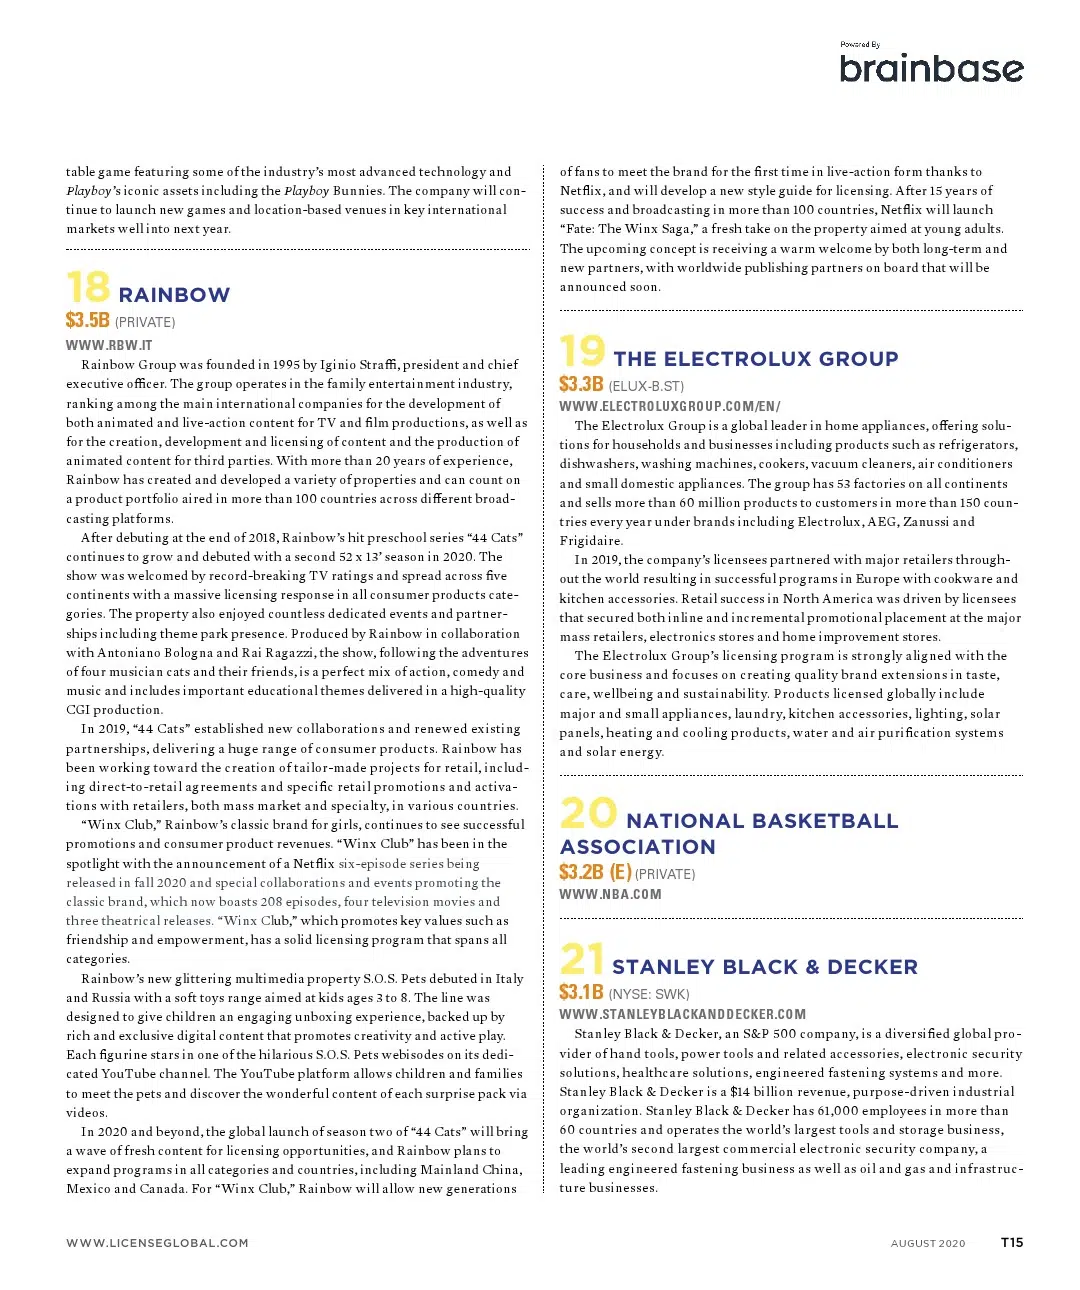 Powered By
brainbase
table game featuring some of the industry’s most advanced technology and
Playboy’s iconic assets including the Playboy Bunnies. The company will con-
tinue to launch new games and location-based venues in key international
markets well into next year.
18 RAINBOW
$3.5B (PRIVATE)
WWW.RBW.IT
Rainbow Group was founded in 1995 by Iginio Straffi, president and chief
executive officer. The group operates in the family entertainment industry,
ranking among the main international companies for the development of
both animated and live-action content for TV and film productions, as well as
for the creation, development and licensing of content and the production of
animated content for third parties. With more than 20 years of experience,
Rainbow has created and developed a variety of properties and can count on
a product portfolio aired in more than 100 countries across different broad-
casting platforms.
After debuting at the end of 2018, Rainbow’s hit preschool series “44 Cats”
continues to grow and debuted with a second 52 x 13’ season in 2020. The
show was welcomed by record-breaking TV ratings and spread across five
continents with a massive licensing response in all consumer products cate-
gories. The property also enjoyed countless dedicated events and partner-
ships including theme park presence. Produced by Rainbow in collaboration
with Antoniano Bologna and Rai Ragazzi, the show, following the adventures
of four musician cats and their friends, is a perfect mix of action, comedy and
music and includes important educational themes delivered in a high-quality
CGI production.
In 2019, “44 Cats” established new collaborations and renewed existing
partnerships, delivering a huge range of consumer products. Rainbow has
been working toward the creation of tailor-made projects for retail, includ-
ing direct-to-retail agreements and specific retail promotions and activa-
tions with retailers, both mass market and specialty, in various countries.
“Winx Club,” Rainbow’s classic brand for girls, continues to see successful
promotions and consumer product revenues. “Winx Club” has been in the
spotlight with the announcement of a Netflix six-episode series being
released in fall 2020 and special collaborations and events promoting the
classic brand, which now boasts 208 episodes, four television movies and
three theatrical releases. “Winx Club,” which promotes key values such as
friendship and empowerment, has a solid licensing program that spans all
categories.
Rainbow’s new glittering multimedia property S.O.S. Pets debuted in Italy
and Russia with a soft toys range aimed at kids ages 3 to 8. The line was
designed to give children an engaging unboxing experience, backed up by
rich and exclusive digital content that promotes creativity and active play.
Each figurine stars in one of the hilarious S.O.S. Pets webisodes on its dedi-
cated YouTube channel. The YouTube platform allows children and families
to meet the pets and discover the wonderful content of each surprise pack via
videos.
In 2020 and beyond, the global launch of season two of “44 Cats” will bring
a wave of fresh content for licensing opportunities, and Rainbow plans to
expand programs in all categories and countries, including Mainland China,
Mexico and Canada. For “Winx Club,” Rainbow will allow new generations
of fans to meet the brand for the first time in live-action form thanks to
Netflix, and will develop a new style guide for licensing. After 15 years of
success and broadcasting in more than 100 countries, Netflix will launch
“Fate: The Winx Saga,” a fresh take on the property aimed at young adults.
The upcoming concept is receiving a warm welcome by both long-term and
new partners, with worldwide publishing partners on board that will be
announced soon.
19 THE ELECTROLUX GROUP
$3.3B (ELUX-B.ST)
WWW.ELECTROLUXGROUP.COM/EN/
The Electrolux Group is a global leader in home appliances, offering solu-
tions for households and businesses including products such as refrigerators,
dishwashers, washing machines, cookers, vacuum cleaners, air conditioners
and small domestic appliances. The group has 53 factories on all continents
and sells more than 60 million products to customers in more than 150 coun-
tries every year under brands including Electrolux, AEG, Zanussi and
Frigidaire.
In 2019, the company’s licensees partnered with major retailers through-
out the world resulting in successful programs in Europe with cookware and
kitchen accessories. Retail success in North America was driven by licensees
that secured both inline and incremental promotional placement at the major
mass retailers, electronics stores and home improvement stores.
The Electrolux Group’s licensing program is strongly aligned with the
core business and focuses on creating quality brand extensions in taste,
care, wellbeing and sustainability. Products licensed globally include
major and small appliances, laundry, kitchen accessories, lighting, solar
panels, heating and cooling products, water and air purification systems
and solar energy.
20 NATIONAL BASKETBALL
ASSOCIATION
$3.2B (E) (PRIVATE)
WWW.NBA.COM
21 STANLEY BLACK & DECKER
$3.1B (NYSE: SWK)
WWW.STANLEYBLACKANDDECKER.COM
Stanley Black & Decker, an S&P 500 company, is a diversified global pro-
vider of hand tools, power tools and related accessories, electronic security
solutions, healthcare solutions, engineered fastening systems and more.
Stanley Black & Decker is a $14 billion revenue, purpose-driven industrial
organization. Stanley Black & Decker has 61,000 employees in more than
60 countries and operates the world’s largest tools and storage business,
the world’s second largest commercial electronic security company, a
leading engineered fastening business as well as oil and gas and infrastruc-
ture businesses.
WWW.LICENSEGLOBAL.COM
AUGUST 2020 T15